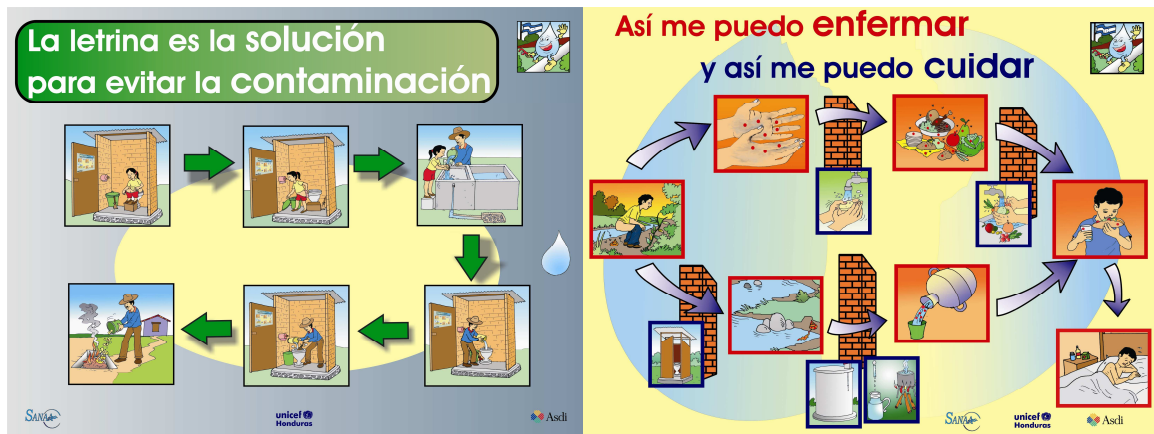 La letrina es la solución
para evitar la contaminación
SANAA
unicef
Honduras
Asdi
Así me puedo enfermar
y así me puedo cuidar
SANAA
unicef
Honduras
Asdi